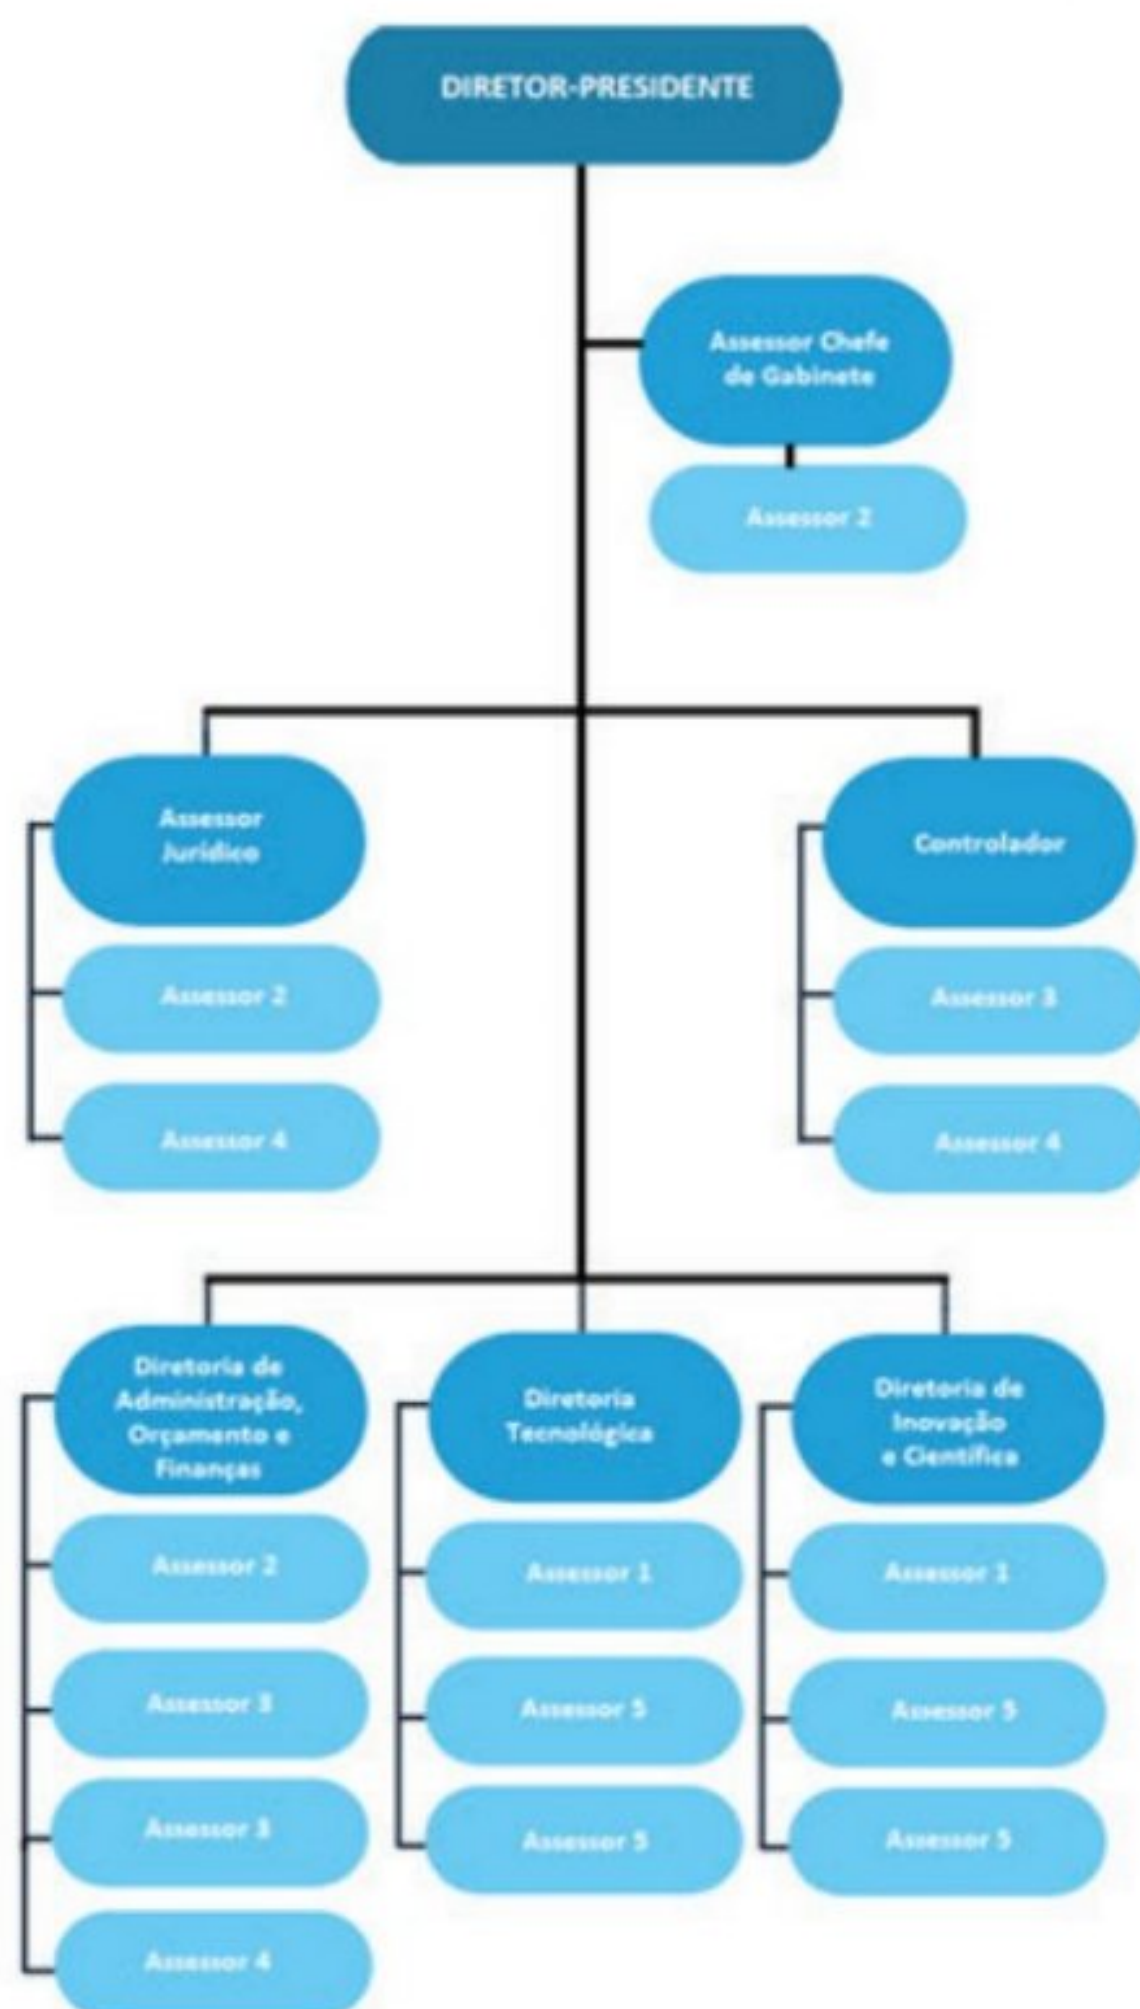 DIRETOR-PRESIDENTE
Assessor Chefe
de Gabinete
Assessor 2
Assessor
Jurídico
Assessor 2
Assessor 4
Controlador
Assessor 3
Assessor 4
Diretoria de
Administração,
Orçamento e
Finanças
Assessor 2
Assessor 3
Assessor 3
Assessor 4
Diretoria
Tecnológica
Assessor 1
Assessor 5
Assessor 5
Diretoria de
Inovação
e Científica
Assessor 1
Assessor 5
Assessor 5